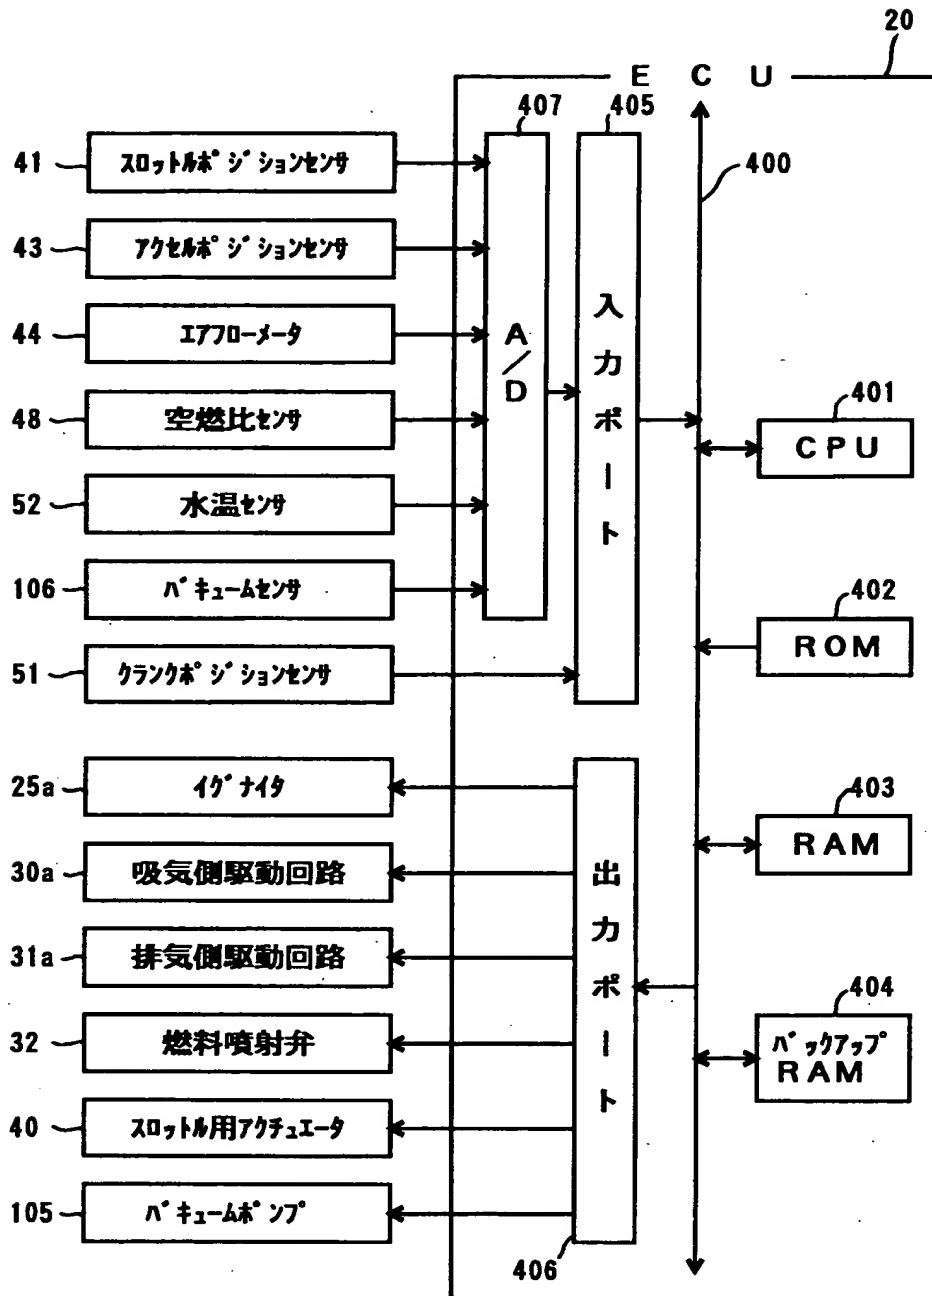 20
E C U
407
405
41
スロットルポジションセンサ
400
43
アクセルポジションセンサ
44
エアフローメータ
A/D
入力ポート
48
空燃比センサ
401
CPU
52
水温センサ
106
バキュームセンサ
402
ROM
51
クランクポジションセンサ
25a
イグナイタ
403
RAM
30a
吸気側駆動回路
出力ポート
31a
排気側駆動回路
404
バックアップ
RAM
32
燃料噴射弁
40
スロットル用アクチュエータ
105
バキュームポンプ
406